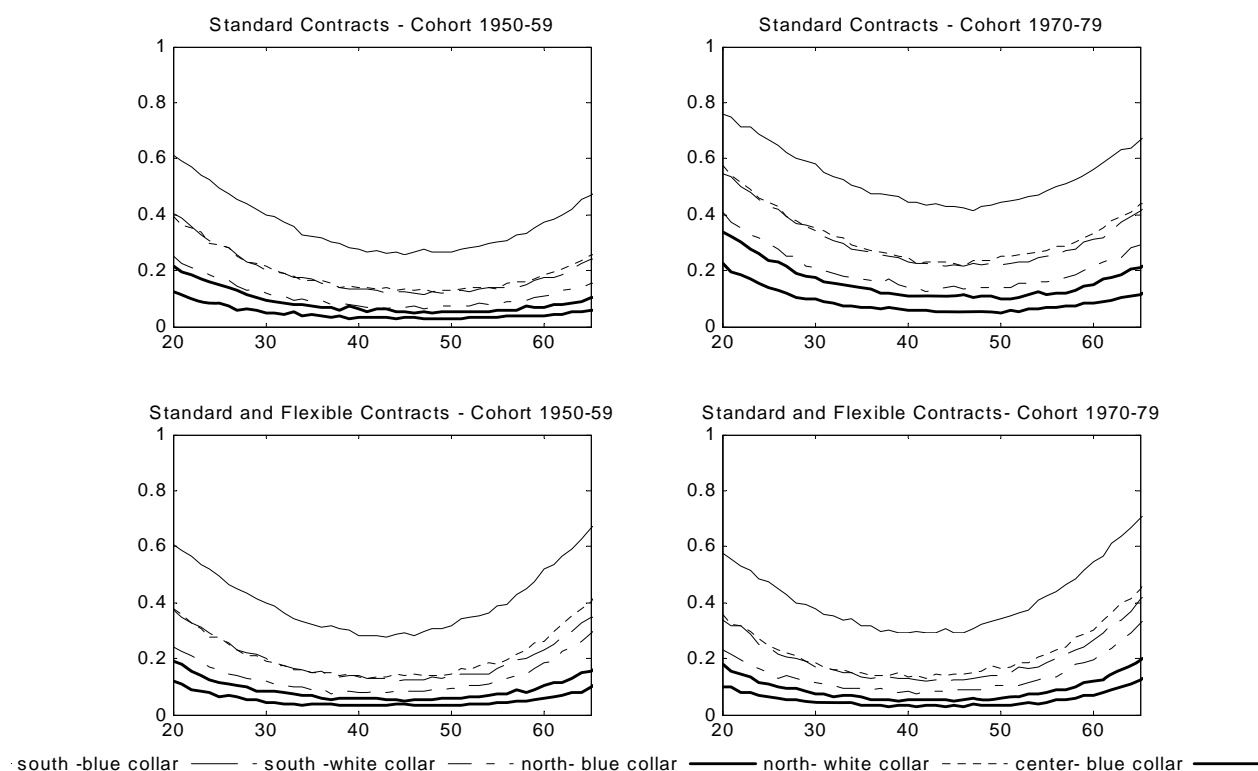 Standard Contracts - Cohort 1950-59
Standard Contracts - Cohort 1970-79
1
0.8
0.6
0.4
0.2
0
20 30 40 50 60
1
0.8
0.6
0.4
0.2
0
20 30 40 50 60
Standard and Flexible Contracts - Cohort 1950-59
Standard and Flexible Contracts- Cohort 1970-79
1
0.8
0.6
0.4
0.2
0
20 30 40 50 60
1
0.8
0.6
0.4
0.2
0
20 30 40 50 60
south -blue collar south -white collar north- blue collar north- white collar center- blue collar